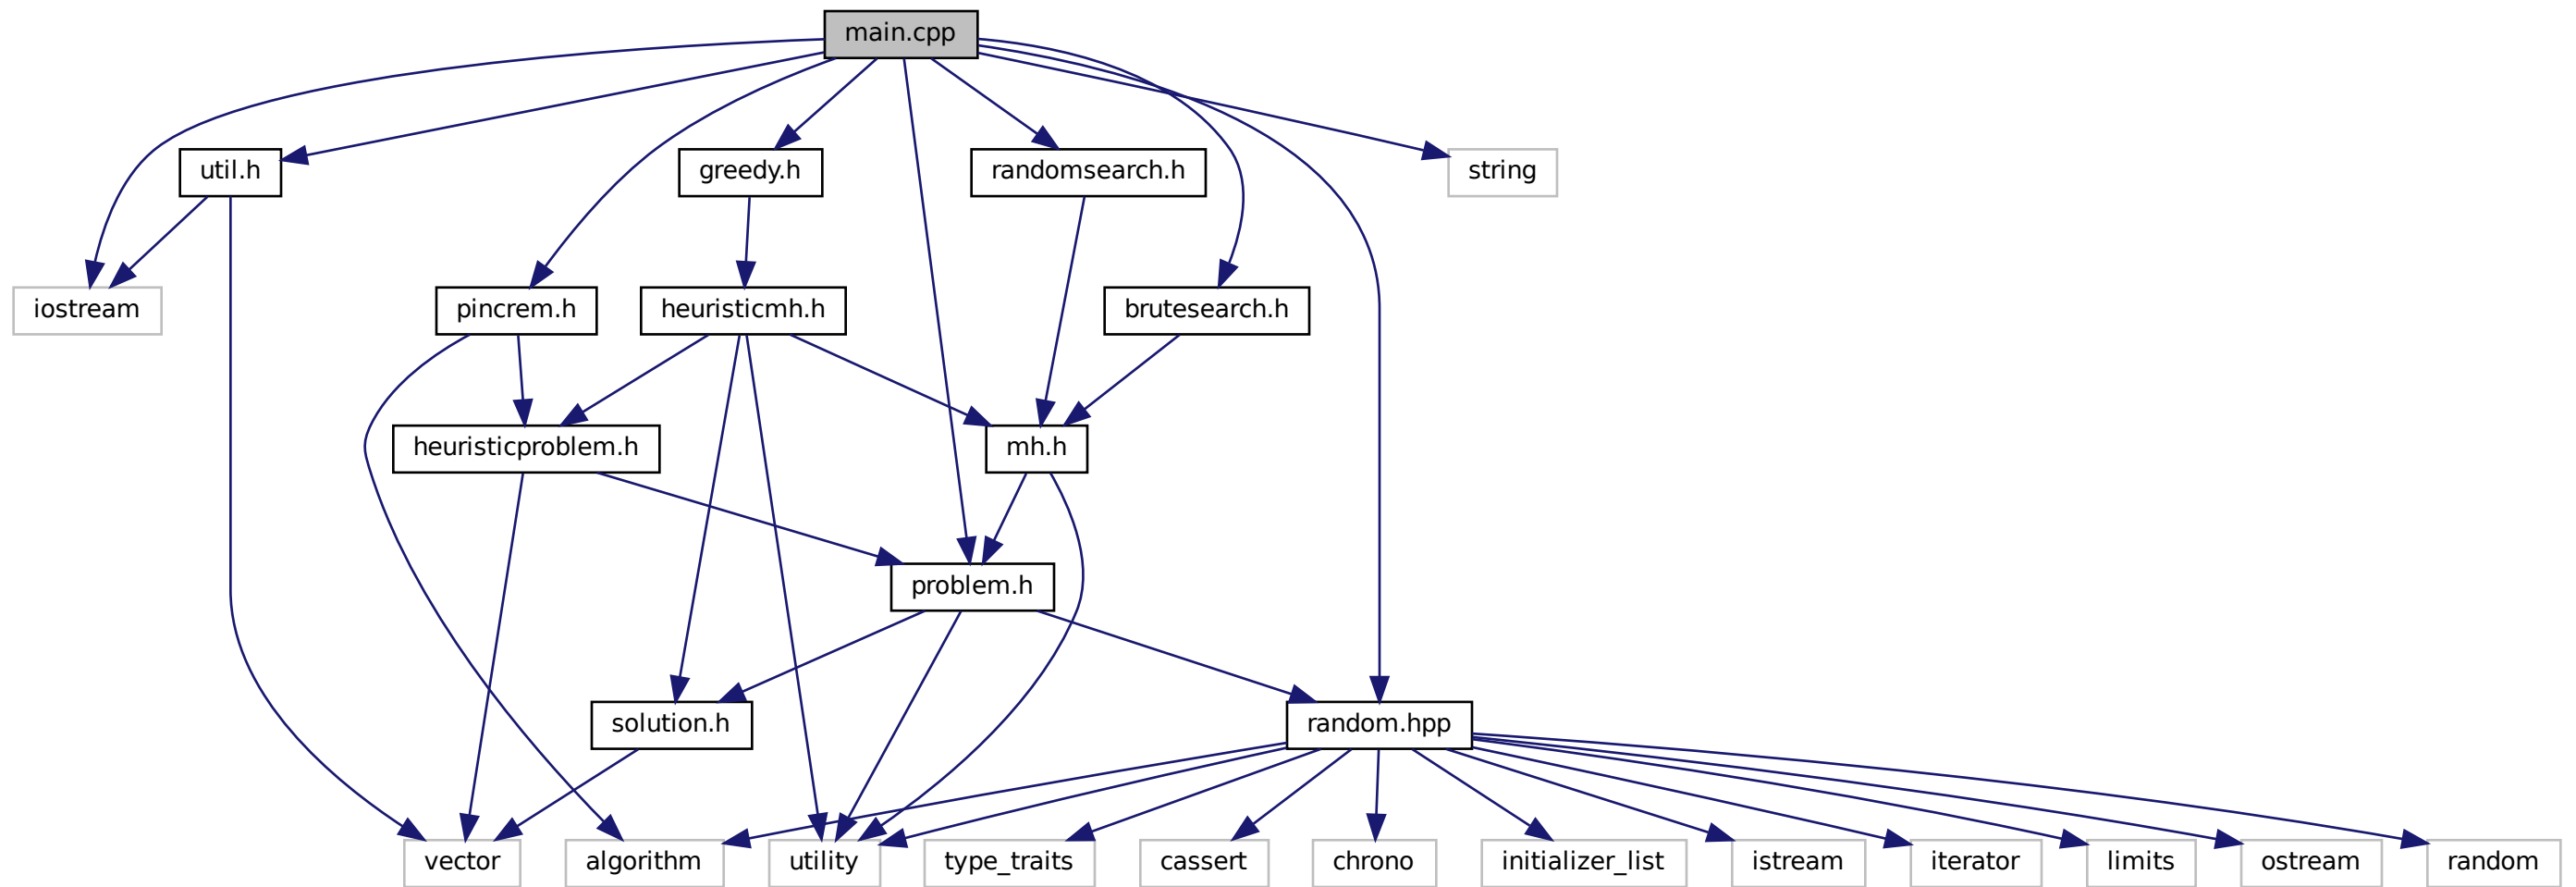 main.cpp
util.h
greedy.h
randomsearch.h
string
iostream
pincrem.h
heuristicmh.h
brutesearch.h
heuristicproblem.h
mh.h
problem.h
solution.h
random.hpp
vector
algorithm
utility
type_traits
cassert
chrono
initializer_list
istream
iterator
limits
ostream
random